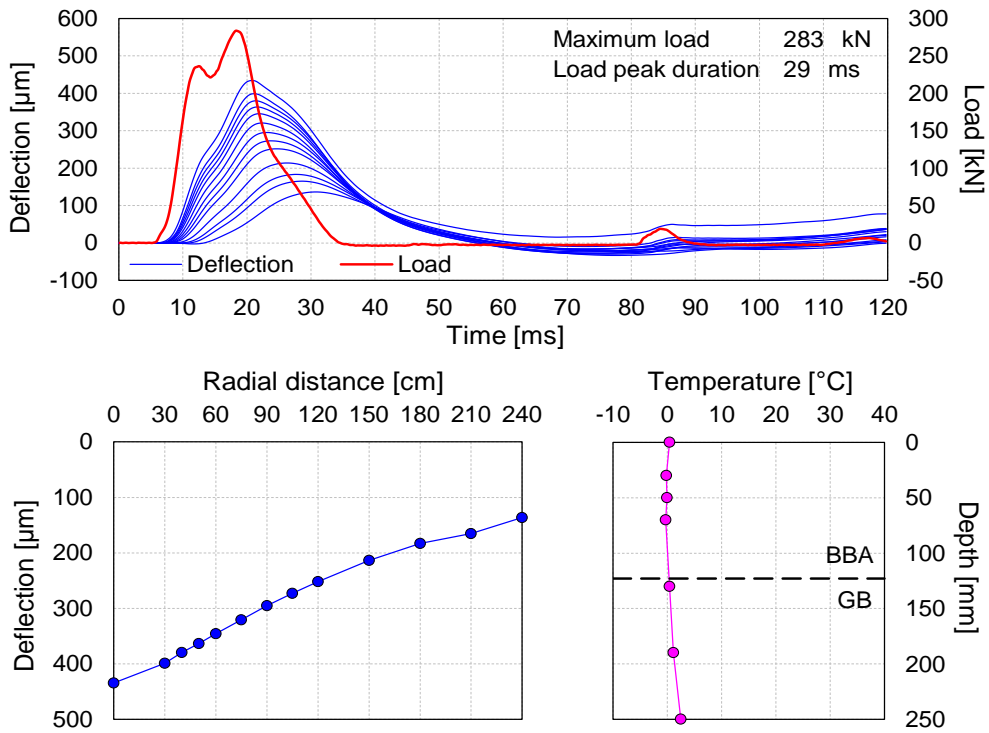 600 300
Maximum load 283 kN
500 250
Load peak duration 29 ms
400 200
300 150
200 100
100 50
0 0
-100 -50
Deflection [µm]
Load [kN]
Deflection Load
0 10 20 30 40 50 60 70 80 90 100 110 120
Time [ms]
Radial distance [cm]
0 30 60 90 120 150 180 210 240
0
100
200
300
400
500
Deflection [µm]
Temperature [°C]
-10 0 10 20 30 40
0
50
100
150
200
250
Depth [mm]
BBA
GB